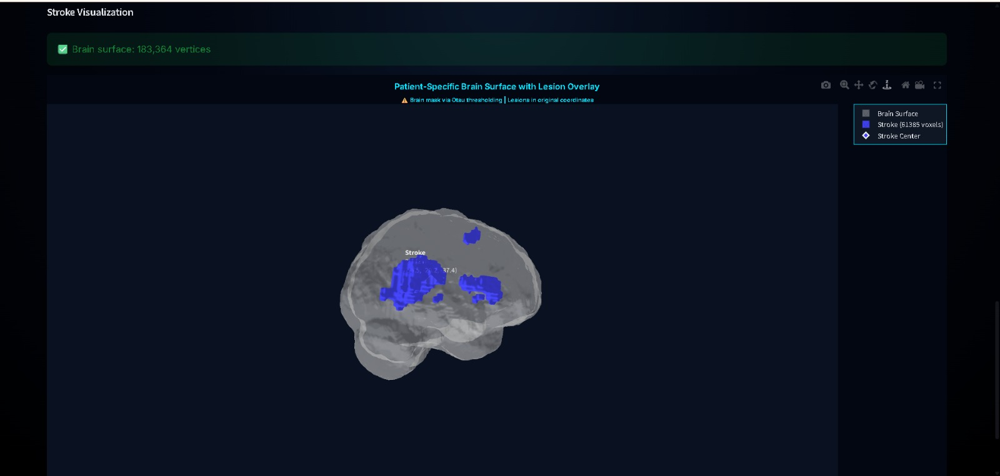 Stroke Visualization
✅ Brain surface: 183,364 vertices
Patient-Specific Brain Surface with Lesion Overlay
⚠ Brain mask via Otsu thresholding | Lesions in original coordinates
Brain Surface
Stroke (61385 voxels)
Stroke Center
Stroke
37.4)